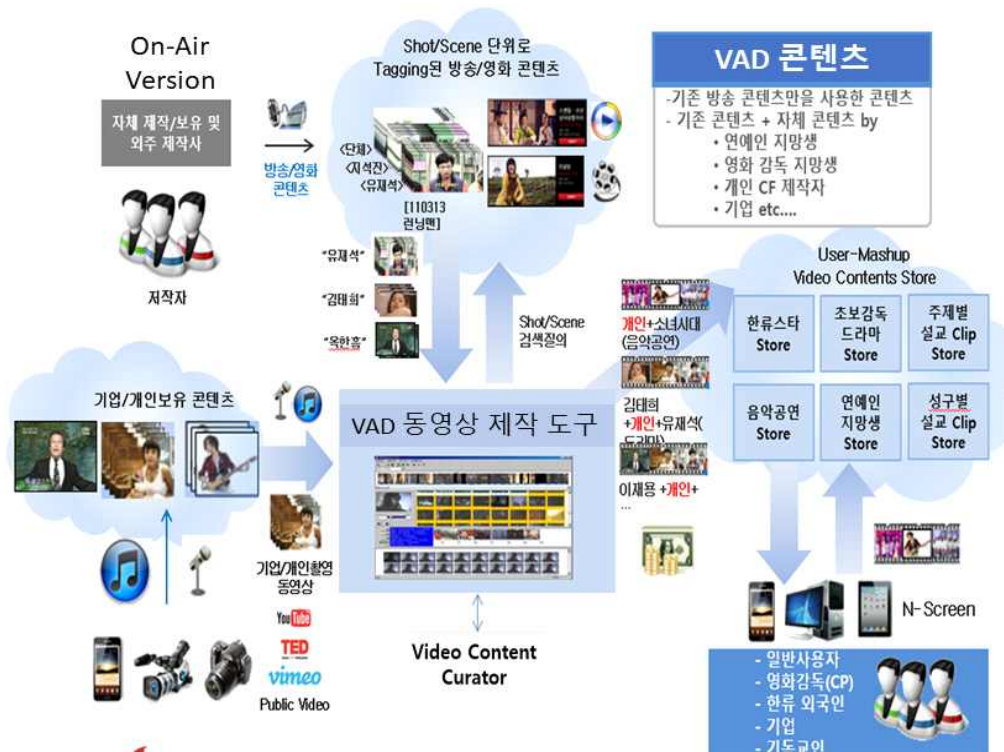 On-Air
Version
자체 제작/보유 및
외주 제작사
저작자
방송/영화
콘텐츠
Shot/Scene 단위로
Tagging된 방송/영화 콘텐츠
<단체>
<지석진>
<유재석>
[110313
런닝맨]
"유재석"
"김태희"
"옥한흠"
Shot/Scene
검색질의
VAD 콘텐츠
-기존 방송 콘텐츠만을 사용한 콘텐츠
- 기존 콘텐츠 + 자체 콘텐츠 by
• 연예인 지망생
• 영화 감독 지망생
• 개인 CF 제작자
• 기업 etc....
User-Mashup
Video Contents Store
한류스타
Store
초보감독
드라마
Store
주제별
설교 Clip
Store
음악공연
Store
연예인
지망생
Store
성구별
설교 Clip
Store
개인+소녀시대
(음악공연)
김태희
+개인+유재석(
드라마)
이재용 +개인+
...
기업/개인보유 콘텐츠
VAD 동영상 제작 도구
기업/개인촬영
동영상
YouTube
TED
vimeo
Public Video
Video Content
Curator
N-Screen
- 일반사용자
- 영화감독(CP)
- 한류 외국인
- 기업
- 기독교인